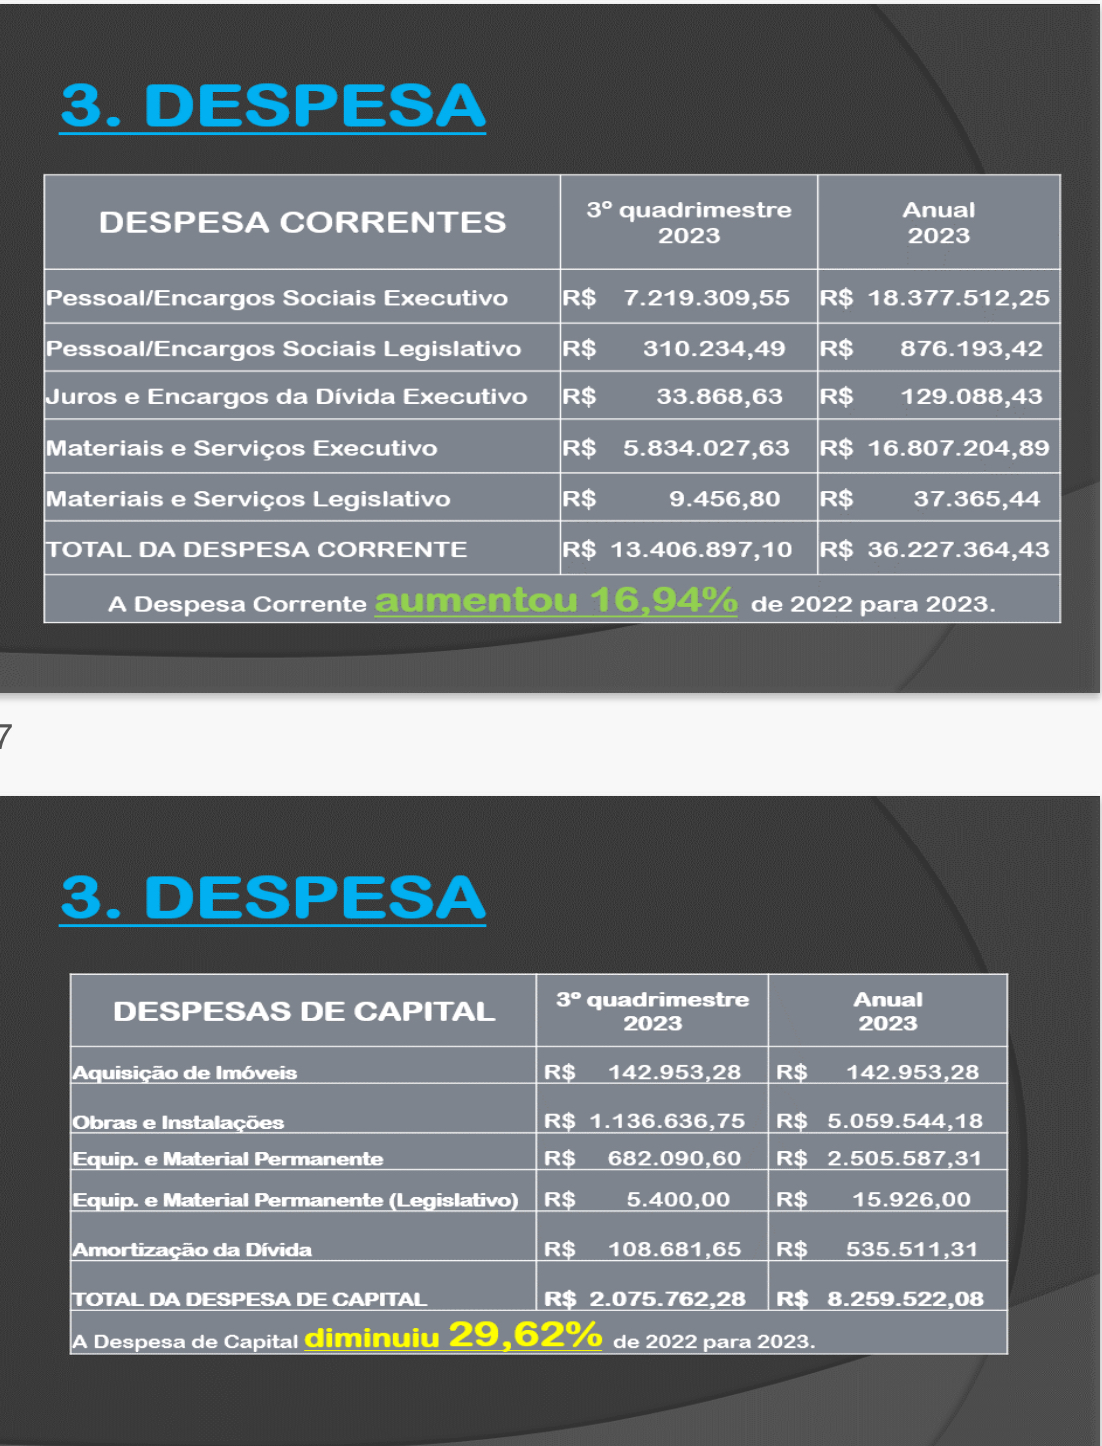 3. DESPESA
DESPESA CORRENTES
3º quadrimestre
2023
Anual
2023
Pessoal/Encargos Sociais Executivo R$ 7.219.309,55 R$ 18.377.512,25
Pessoal/Encargos Sociais Legislativo R$ 310.234,49 R$ 876.193,42
Juros e Encargos da Dívida Executivo R$ 33.868,63 R$ 129.088,43
Materiais e Serviços Executivo R$ 5.834.027,63 R$ 16.807.204,89
Materiais e Serviços Legislativo R$ 9.456,80 R$ 37.365,44
TOTAL DA DESPESA CORRENTE R$ 13.406.897,10 R$ 36.227.364,43
A Despesa Corrente aumentou 16,94% de 2022 para 2023.
7
3. DESPESA
DESPESAS DE CAPITAL
3º quadrimestre
2023
Anual
2023
Aquisição de Imóveis R$ 142.953,28 R$ 142.953,28
Obras e Instalações R$ 1.136.636,75 R$ 5.059.544,18
Equip. e Material Permanente R$ 682.090,60 R$ 2.505.587,31
Equip. e Material Permanente (Legislativo) R$ 5.400,00 R$ 15.926,00
Amortização da Dívida R$ 108.681,65 R$ 535.511,31
TOTAL DA DESPESA DE CAPITAL R$ 2.075.762,28 R$ 8.259.522,08
A Despesa de Capital diminuiu 29,62% de 2022 para 2023.